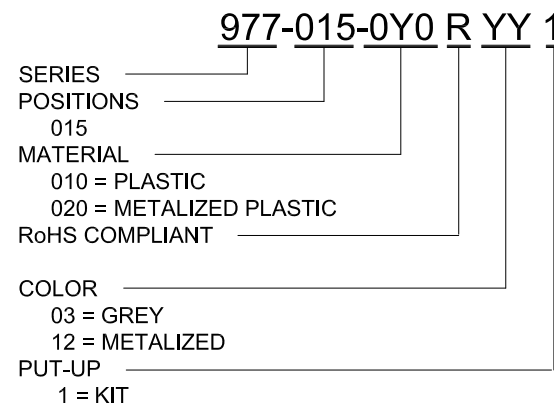 977-015-0Y0 R YY 1
SERIES
POSITIONS
015
MATERIAL
010 = PLASTIC
020 = METALIZED PLASTIC
RoHS COMPLIANT
COLOR
03 = GREY
12 = METALIZED
PUT-UP
1 = KIT